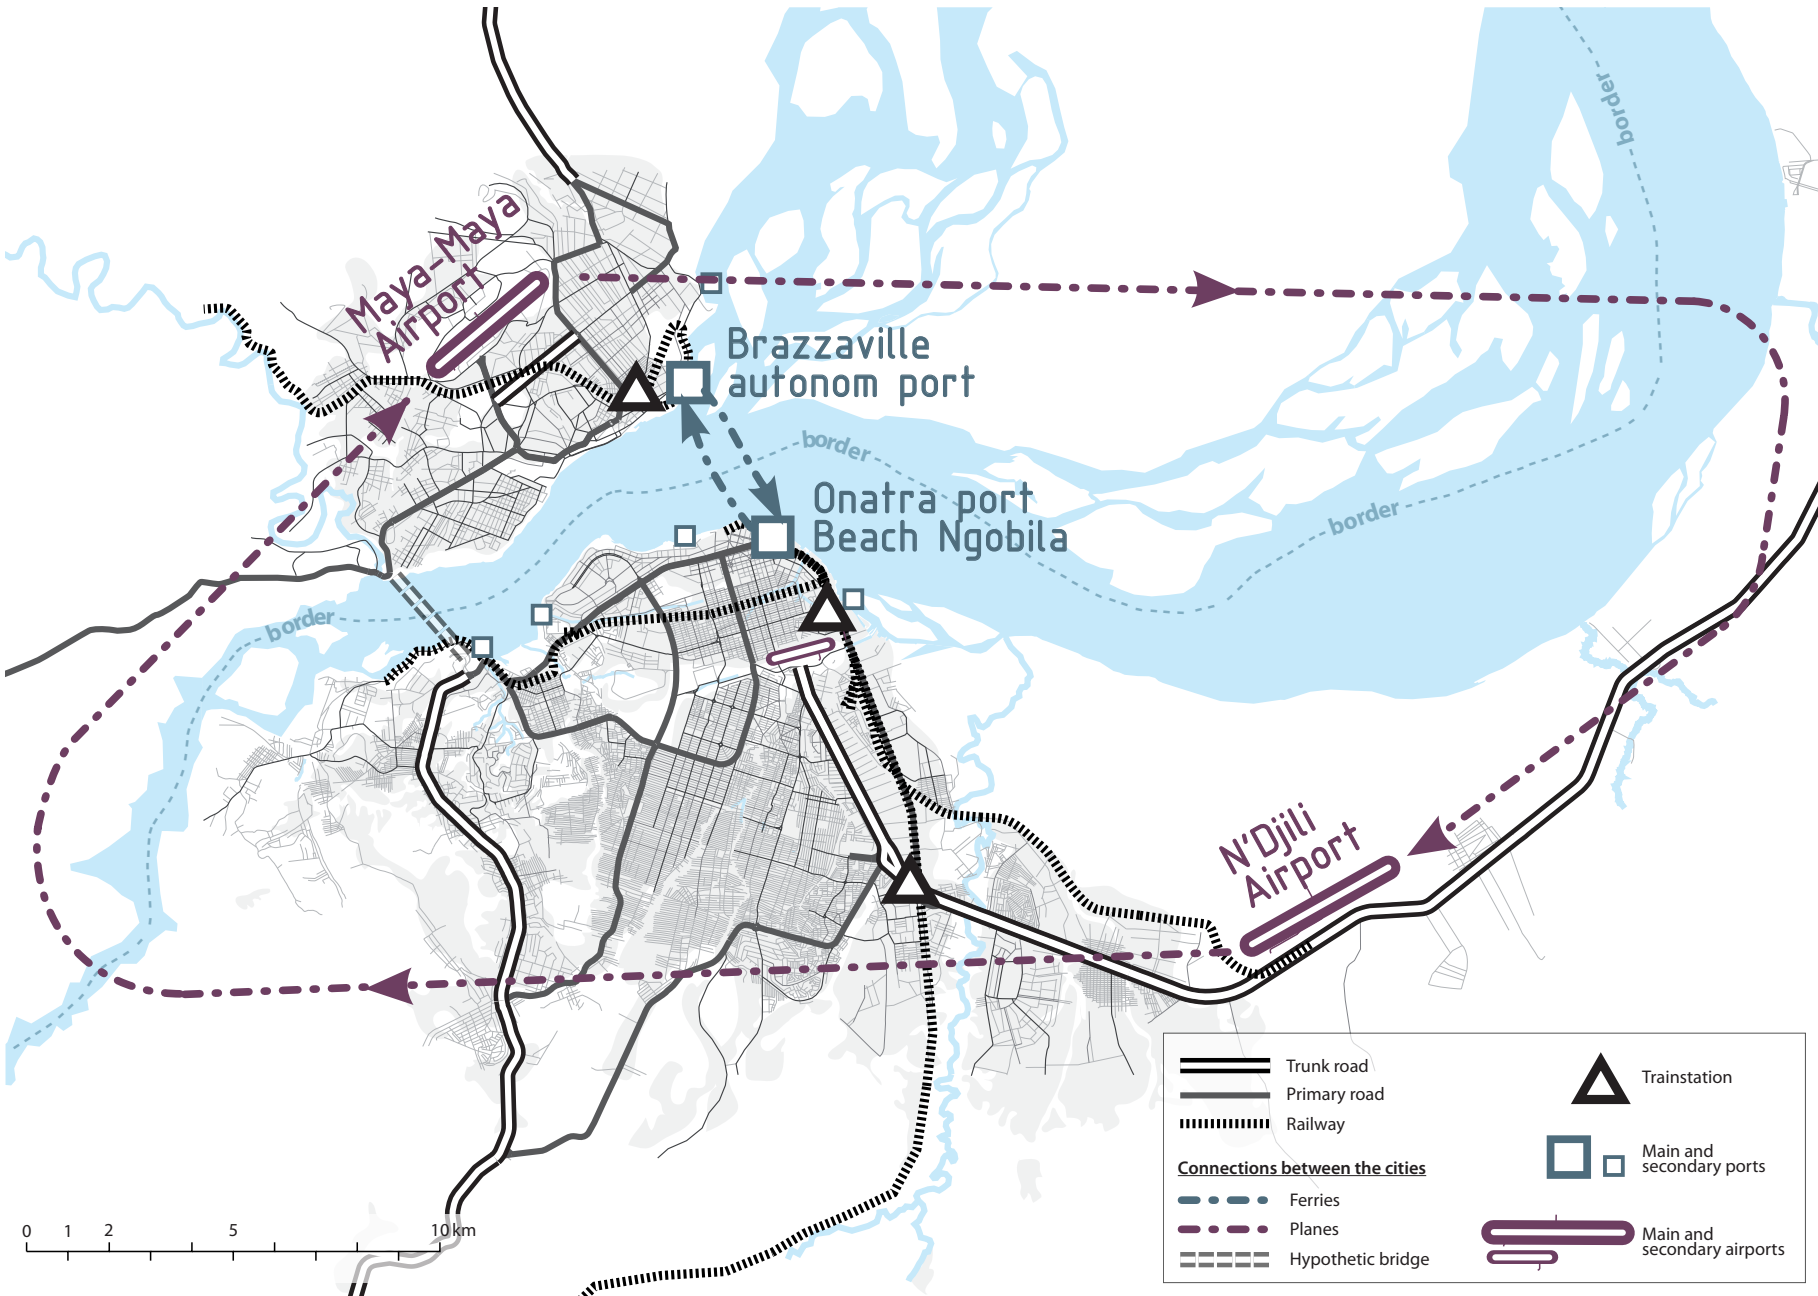 border
Maya-Maya
Airport
Brazzaville
autonom port
border
Onatra port
Beach Ngobila
border
border
N'Djili
Airport
0 1 2 5 10 km
Trunk road
Primary road
Railway
Connections between the cities
Ferries
Planes
Hypothetic bridge
Trainstation
Main and
secondary ports
Main and
secondary airports